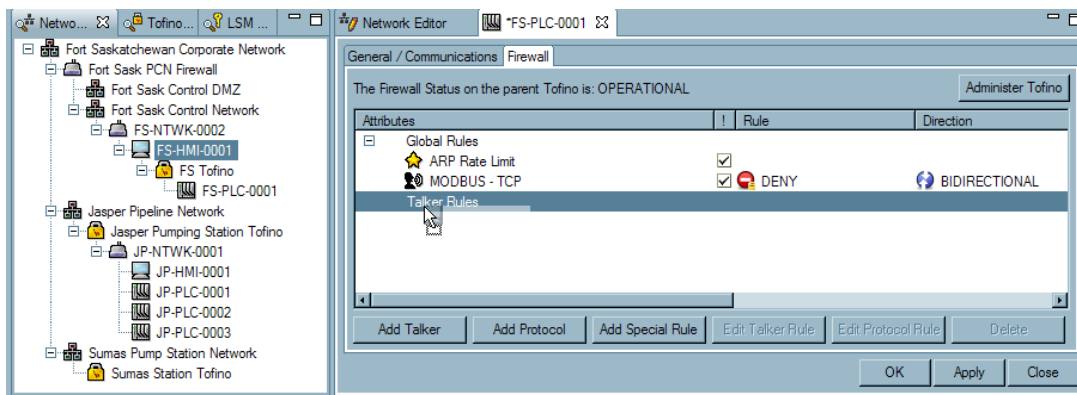 Netwo... Tofino... LSM ...
Fort Saskatchewan Corporate Network
Fort Sask PCN Firewall
Fort Sask Control DMZ
Fort Sask Control Network
FS-NTWK-0002
FS-HMI-0001
FS Tofino
FS-PLC-0001
Jasper Pipeline Network
Jasper Pumping Station Tofino
JP-NTWK-0001
JP-HMI-0001
JP-PLC-0001
JP-PLC-0002
JP-PLC-0003
Sumas Pump Station Network
Sumas Station Tofino
Network Editor *FS-PLC-0001
General / Communications Firewall
The Firewall Status on the parent Tofino is: OPERATIONAL Administer Tofino
Attributes ! Rule Direction
Global Rules
ARP Rate Limit
MODBUS - TCP DENY BIDIRECTIONAL
Talker Rules
Add Talker Add Protocol Add Special Rule Edit Talker Rule Edit Protocol Rule Delete
OK Apply Close